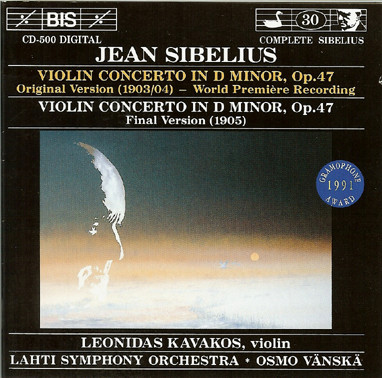 BIS
CD-500 DIGITAL
30
COMPLETE SIBELIUS
JEAN SIBELIUS
VIOLIN CONCERTO IN D MINOR, Op.47
Original Version (1903/04) – World Première Recording
VIOLIN CONCERTO IN D MINOR, Op.47
Final Version (1905)
GRAMOPHONE
1991
AWARD
LEONIDAS KAVAKOS, violin
LAHTI SYMPHONY ORCHESTRA • OSMO VÄNSKÄ